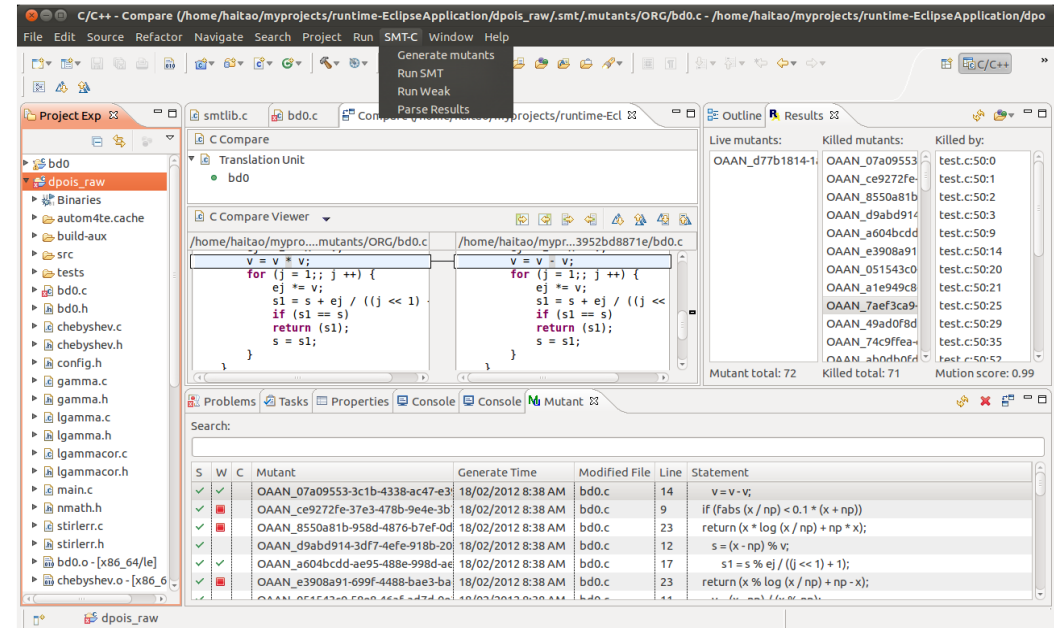 C/C++ - Compare (/home/haitao/myprojects/runtime-EclipseApplication/dpois_raw/.smt/.mutants/ORG/bd0.c - /home/haitao/myprojects/runtime-EclipseApplication/dpo
File Edit Source Refactor Navigate Search Project Run SMT-C Window Help
Generate mutants
Run SMT
Run Weak
Parse Results
C/C++
»
Project Exp
smtlib.c
bd0.c
Outline
Results
bd0
dpois_raw
Binaries
autom4te.cache
build-aux
src
tests
bd0.c
bd0.h
chebyshev.c
chebyshev.h
config.h
gamma.c
gamma.h
lgamma.c
lgamma.h
lgammacor.c
lgammacor.h
main.c
nmath.h
stirlerr.c
stirlerr.h
bd0.o - [x86_64/le]
chebyshev.o - [x86_6
C Compare
Translation Unit
bd0
C Compare Viewer
/home/haitao/mypro....mutants/ORG/bd0.c
/home/haitao/mypr...3952bd8871e/bd0.c
v = v * v;
for (j = 1;; j ++) {
ej *= v;
s1 = s + ej / ((j << 1)
if (s1 == s)
return (s1);
s = s1;
}
}
v = v - v;
for (j = 1;; j ++) {
ej *= v;
s1 = s + ej / ((j <<
if (s1 == s)
return (s1);
s = s1;
}
}
Live mutants:
OAAN_d77b1814-1
Mutant total: 72
Killed mutants:
OAAN_07a09553
OAAN_ce9272fe-
OAAN_8550a81b
OAAN_d9abd914
OAAN_a604bcdd
OAAN_e3908a91
OAAN_051543c0
OAAN_a1e949c8
OAAN_7aef3ca9-
OAAN_49ad0f8d
OAAN_74c9ffea-
OAAN_ab0db0fd
Killed total: 71
Killed by:
test.c:50:0
test.c:50:1
test.c:50:2
test.c:50:3
test.c:50:9
test.c:50:14
test.c:50:20
test.c:50:21
test.c:50:25
test.c:50:29
test.c:50:35
test.c:50:52
Mution score: 0.99
Problems Tasks Properties Console Console Mutant
Search:
S W C Mutant Generate Time Modified File Line Statement
OAAN_07a09553-3c1b-4338-ac47-e3 18/02/2012 8:38 AM bd0.c 14 v = v - v;
OAAN_ce9272fe-37e3-478b-9e4e-3b 18/02/2012 8:38 AM bd0.c 9 if (fabs (x / np) < 0.1 * (x + np))
OAAN_8550a81b-958d-4876-b7ef-0d 18/02/2012 8:38 AM bd0.c 23 return (x * log (x / np) + np * x);
OAAN_d9abd914-3df7-4efe-918b-20 18/02/2012 8:38 AM bd0.c 12 s = (x - np) % v;
OAAN_a604bcdd-ae95-488e-998d-ae 18/02/2012 8:38 AM bd0.c 17 s1 = s % ej / ((j << 1) + 1);
OAAN_e3908a91-699f-4488-bae3-ba 18/02/2012 8:38 AM bd0.c 23 return (x % log (x / np) + np - x);
dpois_raw